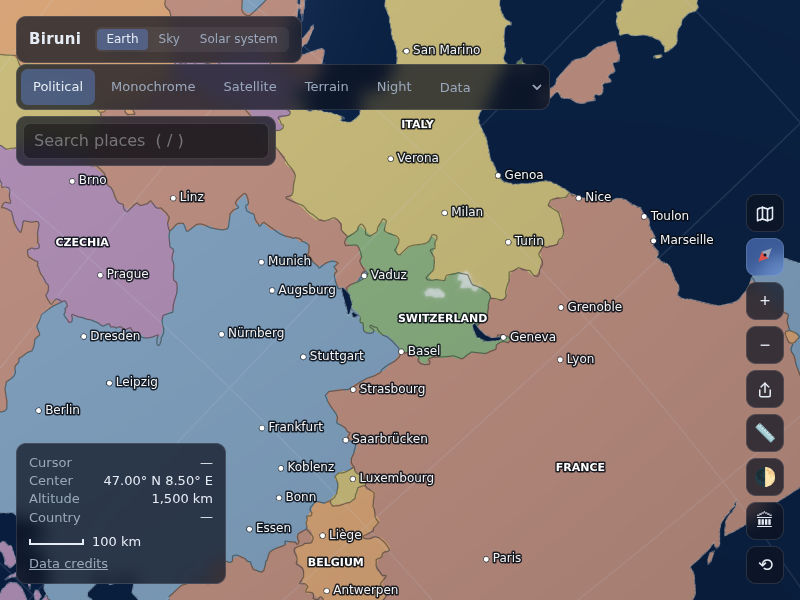 San Marino
Biruni
Earth
Sky
Solar system
Political
Monochrome
Satellite
Terrain
Night
Data
ITALY
Search places ( / )
Verona
Genoa
Brno
Linz
Nice
Milan
Toulon
CZECHIA
Turin
Marseille
Munich
Prague
Vaduz
Augsburg
Grenoble
SWITZERLAND
Dresden
Nürnberg
Geneva
Stuttgart
Basel
Lyon
Leipzig
Strasbourg
Berlin
Frankfurt
Saarbrücken
Koblenz
FRANCE
Luxembourg
Bonn
Essen
Liège
Paris
BELGIUM
Antwerpen
Cursor —
Center 47.00° N 8.50° E
Altitude 1,500 km
Country —
100 km
Data credits